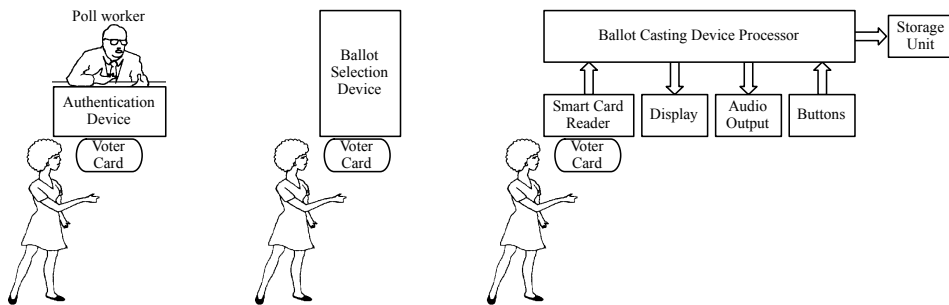 Poll worker
Authentication
Device
Voter
Card
Ballot
Selection
Device
Voter
Card
Ballot Casting Device Processor
Storage
Unit
Smart Card
Reader
Display
Audio
Output
Buttons
Voter
Card